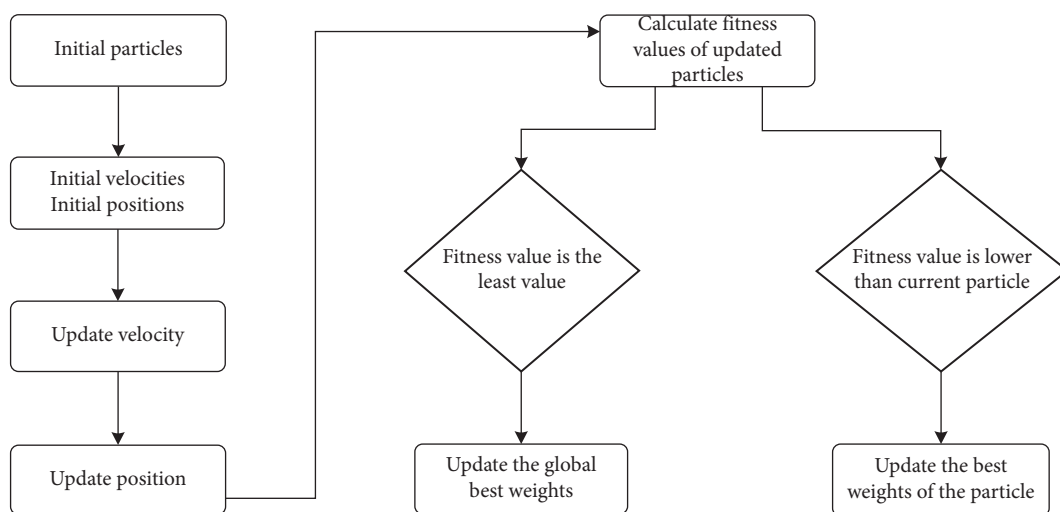 Initial particles
Initial velocities
Initial positions
Update velocity
Update position
Calculate fitness
values of updated
particles
Fitness value is the
least value
Update the global
best weights
Fitness value is lower
than current particle
Update the best
weights of the particle